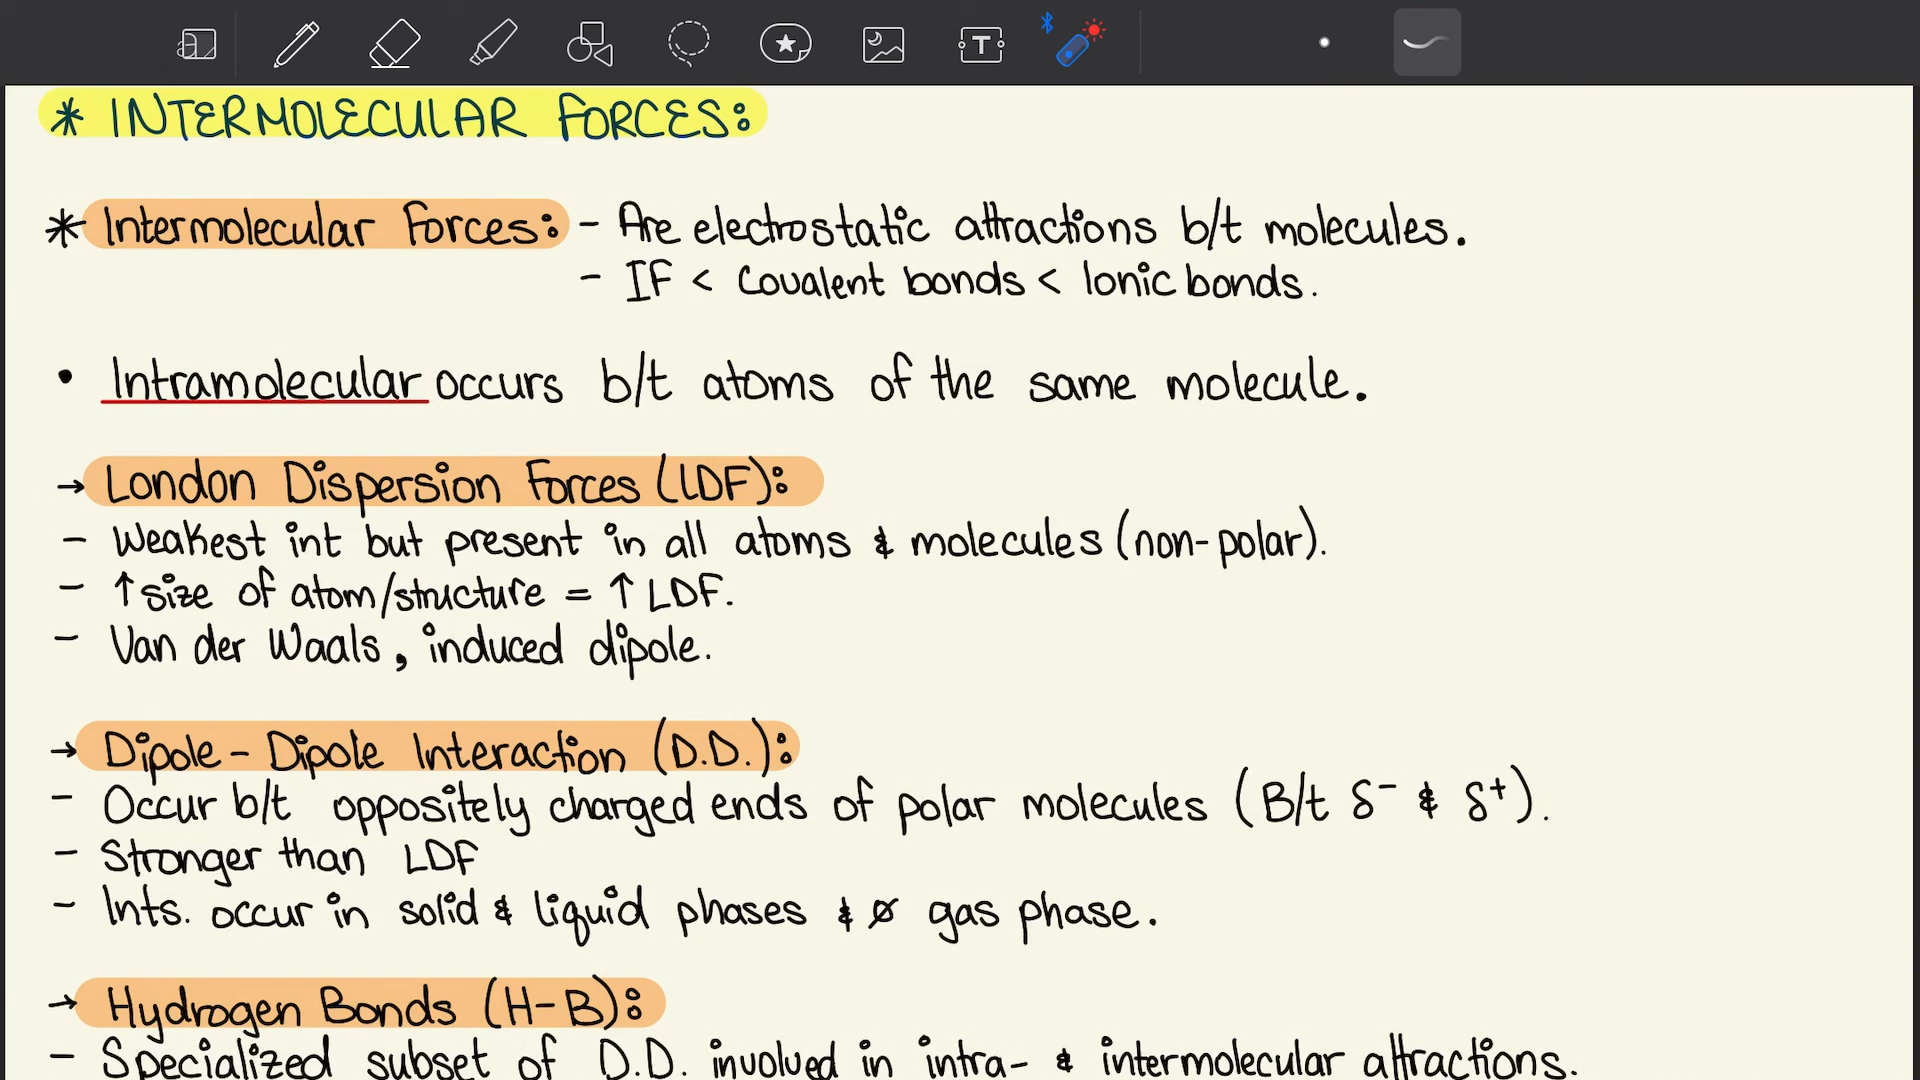 * INTERMOLECULAR FORCES:
* Intermolecular Forces: - Are electrostatic attractions b/t molecules.
- IF < Covalent bonds < Ionic bonds.
• Intramolecular occurs b/t atoms of the same molecule.
→ London Dispersion Forces (LDF):
- Weakest int but present in all atoms & molecules (non-polar).
- ↑ size of atom/structure = ↑ LDF.
- Van der Waals, induced dipole.
→ Dipole - Dipole Interaction (D.D.):
- Occur b/t oppositely charged ends of polar molecules (B/t δ⁻ & δ⁺).
- Stronger than LDF
- Ints. occur in solid & liquid phases & ∅ gas phase.
→ Hydrogen Bonds (H-B):
- Specialized subset of D.D. involved in intra- & intermolecular attractions.